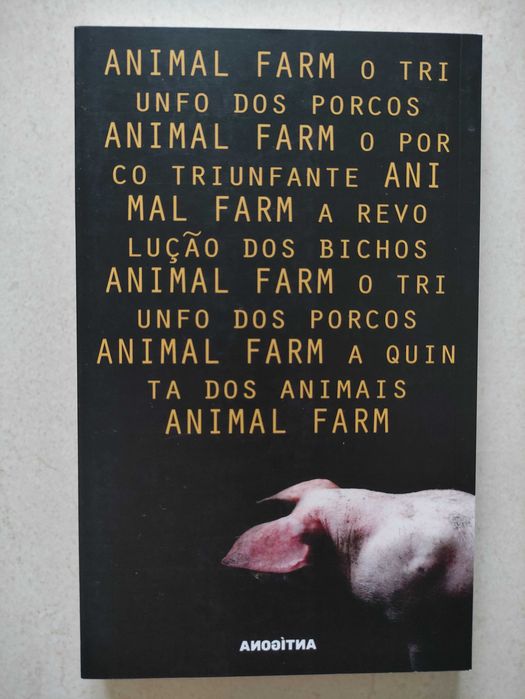 ANIMAL FARM O TRI
UNFO DOS PORCOS
ANIMAL FARM O POR
CO TRIUNFANTE ANI
MAL FARM A REVO
LUÇÃO DOS BICHOS
ANIMAL FARM O TRI
UNFO DOS PORCOS
ANIMAL FARM A QUIN
TA DOS ANIMAIS
ANIMAL FARM
ANTÌGONA